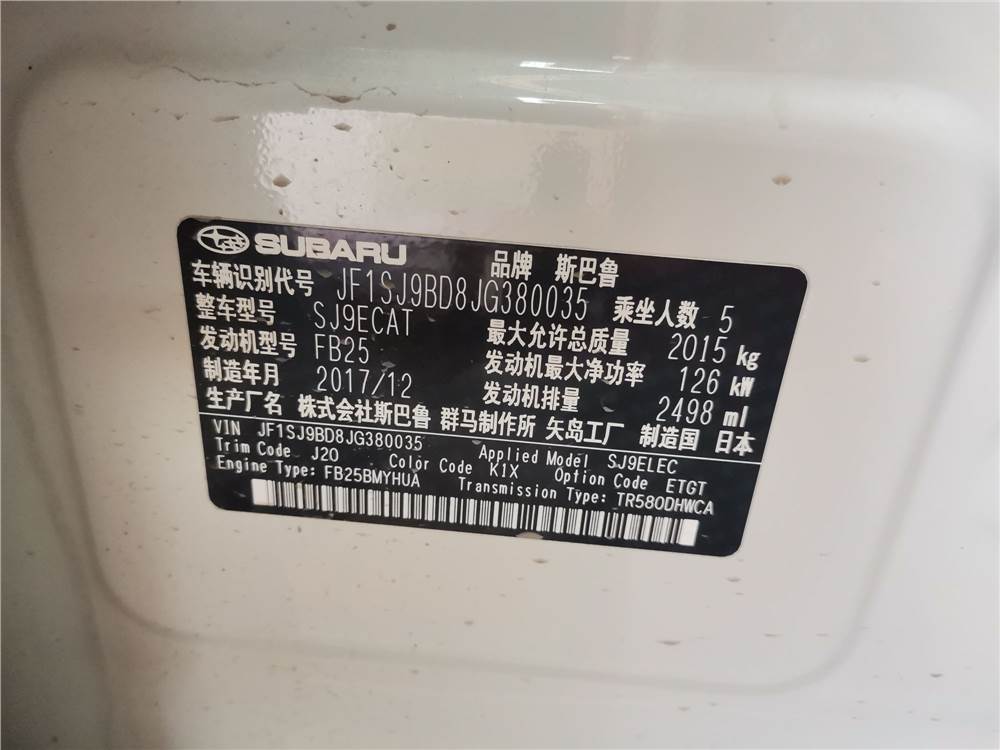 SUBARU 品牌 斯巴鲁
车辆识别代号 JF1SJ9BD8JG380035 乘坐人数 5
整车型号 SJ9ECAT 最大允许总质量 2015 kg
发动机型号 FB25 发动机最大净功率 126 kW
制造年月 2017/12 发动机排量 2498 ml
生产厂名 株式会社斯巴鲁 群马制作所 矢岛工厂 制造国 日本
VIN JF1SJ9BD8JG380035 Applied Model SJ9ELEC
Trim Code J20 Color Code K1X Option Code ETGT
Engine Type: FB25BMYHUA Transmission Type: TR580DHWCA